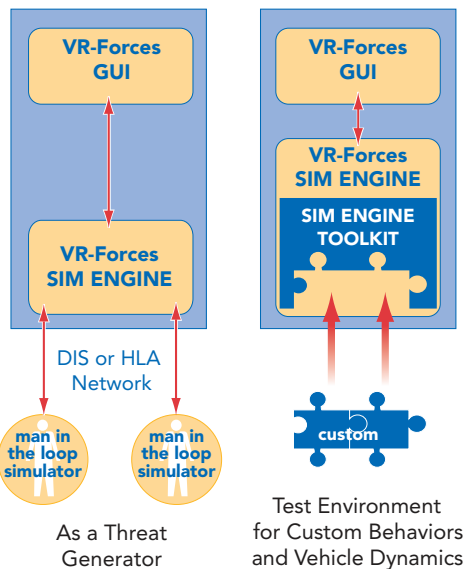 VR-Forces
GUI
VR-Forces
SIM ENGINE
DIS or HLA
Network
man in
the loop
simulator
man in
the loop
simulator
As a Threat
Generator
VR-Forces
GUI
VR-Forces
SIM ENGINE
SIM ENGINE
TOOLKIT
custom
Test Environment
for Custom Behaviors
and Vehicle Dynamics